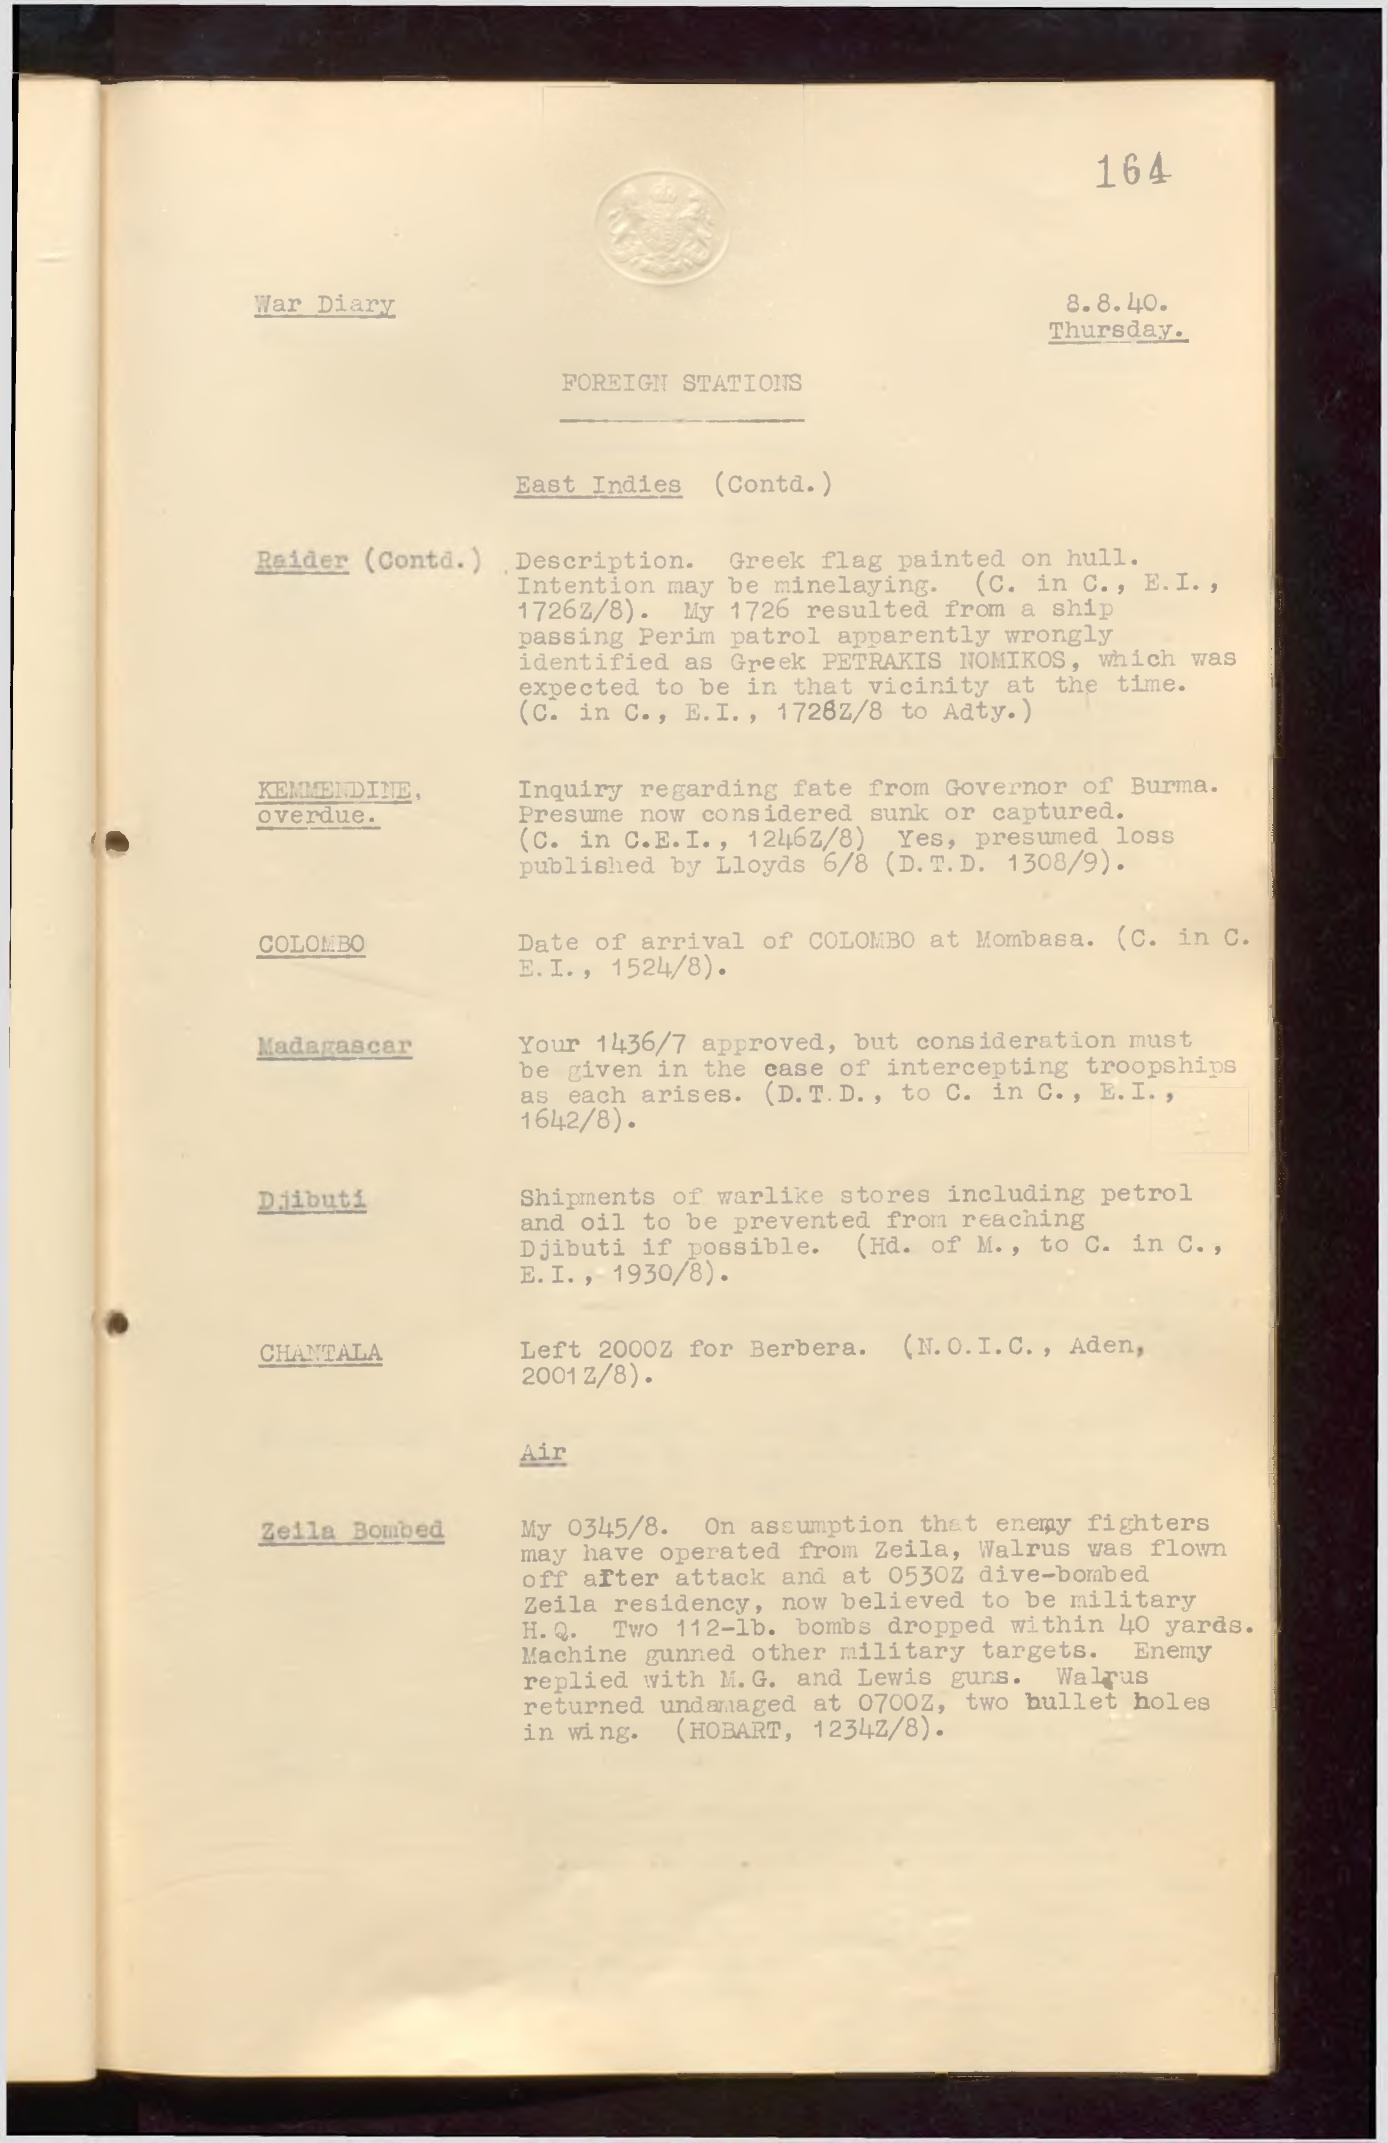 164
War Diary
8.8.40.
Thursday.
FOREIGN STATIONS
East Indies (Contd.)
Raider (Contd.) Description. Greek flag painted on hull.
Intention may be minelaying. (C. in C., E.I.,
1726Z/8). My 1726 resulted from a ship
passing Perim patrol apparently wrongly
identified as Greek PETRAKIS NOMIKOS, which was
expected to be in that vicinity at the time.
(C. in C., E.I., 1728Z/8 to Adty.)
KEMMENDINE, Inquiry regarding fate from Governor of Burma.
overdue. Presume now considered sunk or captured.
(C. in C.E.I., 1246Z/8) Yes, presumed loss
published by Lloyds 6/8 (D.T.D. 1308/9).
COLOMBO Date of arrival of COLOMBO at Mombasa. (C. in C.
E.I., 1524/8).
Madagascar Your 1436/7 approved, but consideration must
be given in the case of intercepting troopships
as each arises. (D.T.D., to C. in C., E.I.,
1642/8).
Djibuti Shipments of warlike stores including petrol
and oil to be prevented from reaching
Djibuti if possible. (Hd. of M., to C. in C.,
E.I., 1930/8).
CHANTALA Left 2000Z for Berbera. (N.O.I.C., Aden,
2001Z/8).
Air
Zeila Bombed My 0345/8. On assumption that enemy fighters
may have operated from Zeila, Walrus was flown
off after attack and at 0530Z dive-bombed
Zeila residency, now believed to be military
H.Q. Two 112-lb. bombs dropped within 40 yards.
Machine gunned other military targets. Enemy
replied with M.G. and Lewis guns. Walrus
returned undamaged at 0700Z, two bullet holes
in wing. (HOBART, 1234Z/8).